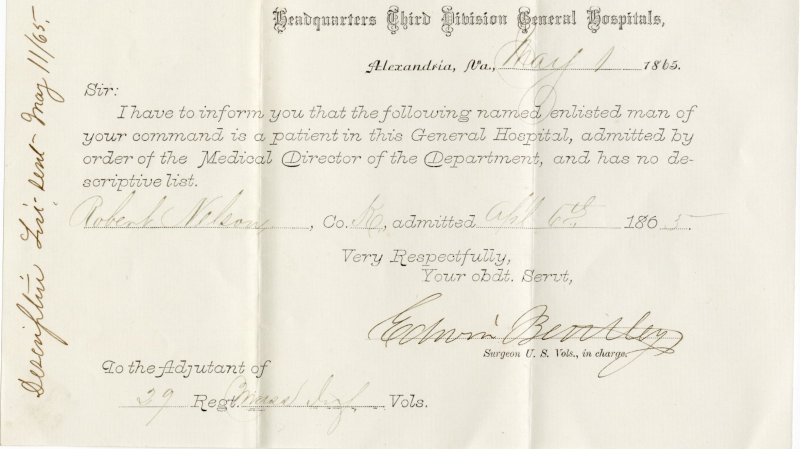 Headquarters Third Division General Hospitals,
Alexandria, Va., May 1 1865.
Sir:
I have to inform you that the following named enlisted man of
your command is a patient in this General Hospital, admitted by
order of the Medical Director of the Department, and has no de-
scriptive list.
Robert Nelson, Co. K, admitted Apl 6th 1865
Very Respectfully,
Your obdt. Servt,
Edwin Bentley
Surgeon U. S. Vols., in charge.
To the Adjutant of
29 Regt. Mass Inf Vols.
Descriptive List sent May 11/65.